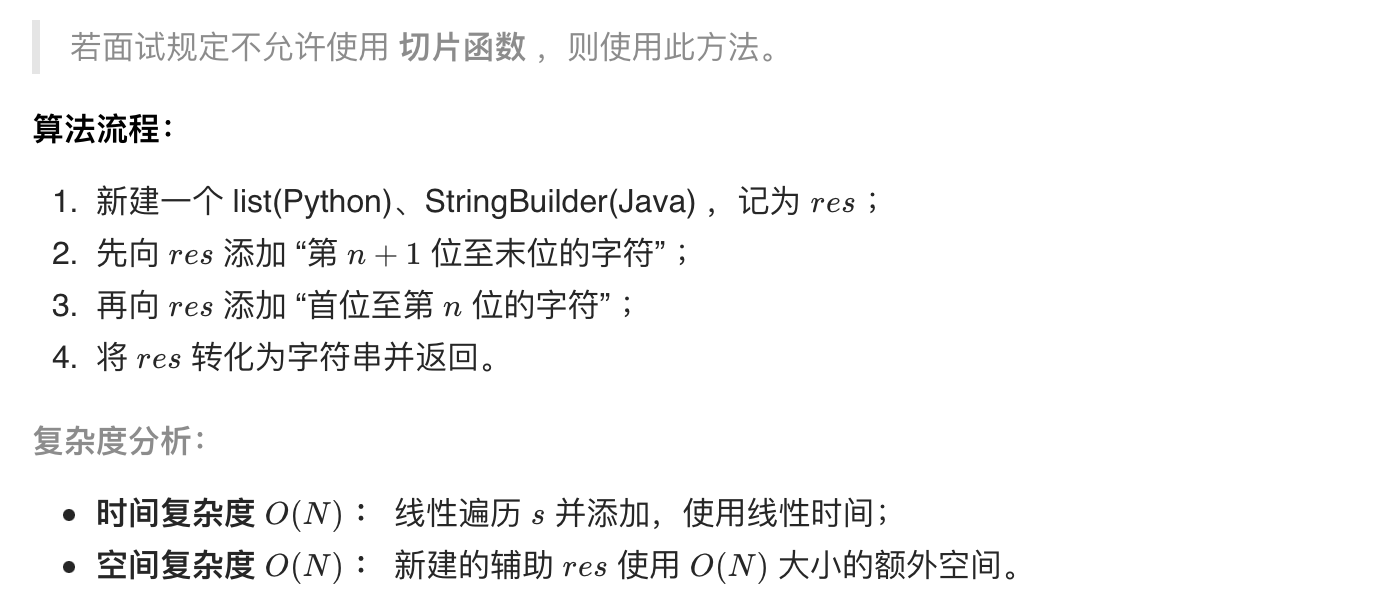 若面试规定不允许使用 切片函数 ，则使用此方法。
算法流程：
1. 新建一个 list(Python)、StringBuilder(Java) ，记为 res ；
2. 先向 res 添加 “第 n + 1 位至末位的字符” ；
3. 再向 res 添加 “首位至第 n 位的字符” ；
4. 将 res 转化为字符串并返回。
复杂度分析：
• 时间复杂度 O(N) ： 线性遍历 s 并添加，使用线性时间；
• 空间复杂度 O(N) ： 新建的辅助 res 使用 O(N) 大小的额外空间。